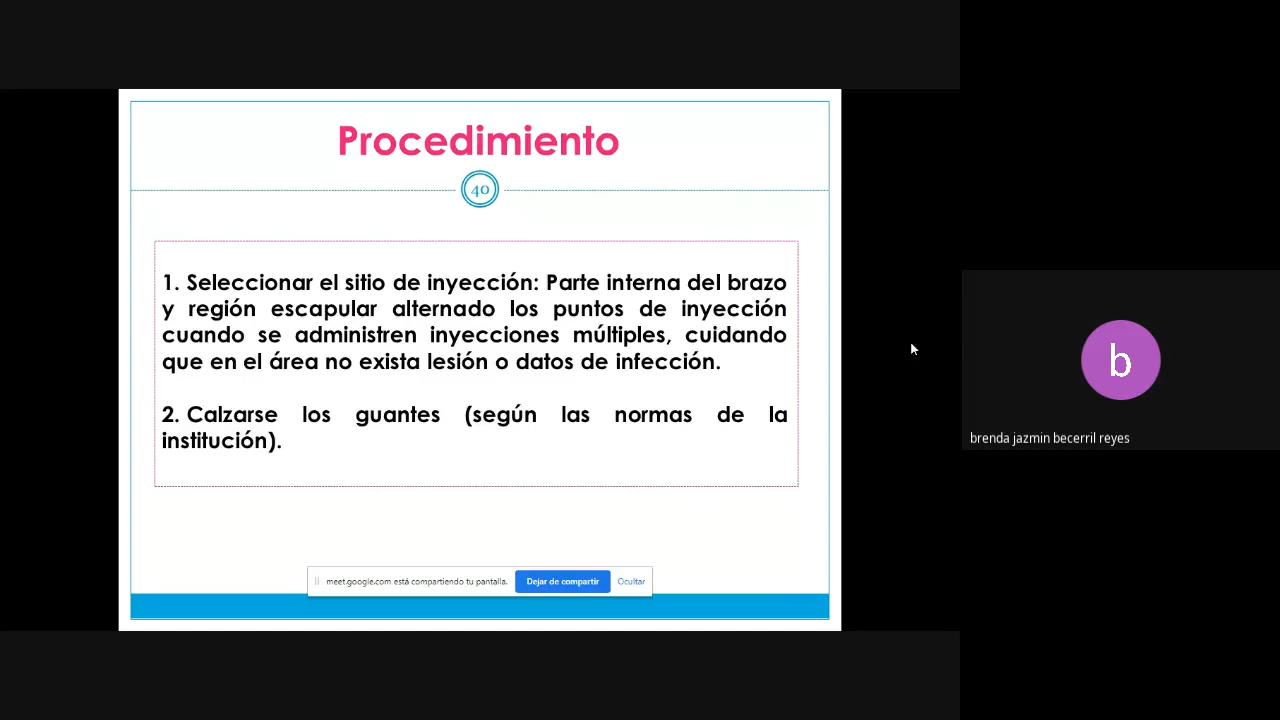 Procedimiento
40
1. Seleccionar el sitio de inyección: Parte interna del brazo
y región escapular alternado los puntos de inyección
cuando se administren inyecciones múltiples, cuidando
que en el área no exista lesión o datos de infección.
2. Calzarse los guantes (según las normas de la
institución).
meet.google.com está compartiendo tu pantalla. Dejar de compartir Ocultar
b
brenda jazmin becerril reyes